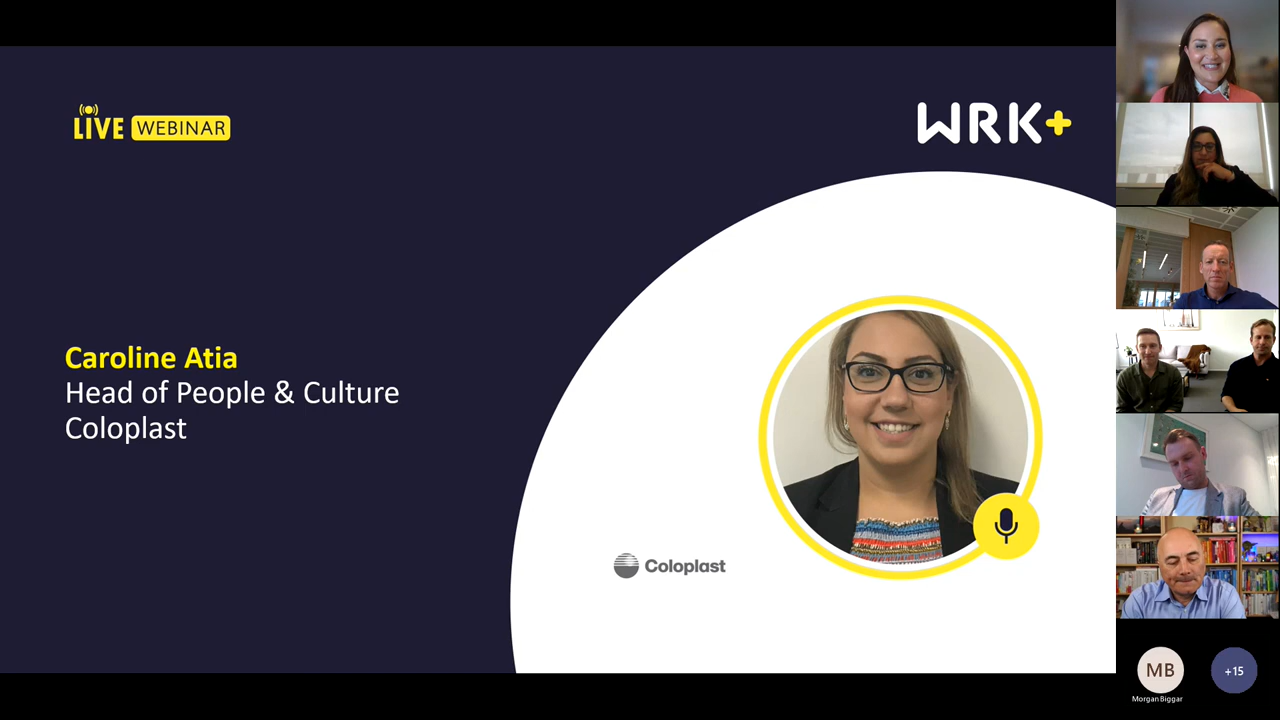 LIVE WEBINAR
WRK+
Caroline Atia
Head of People & Culture
Coloplast
Coloplast
MB
+15
Morgan Biggar